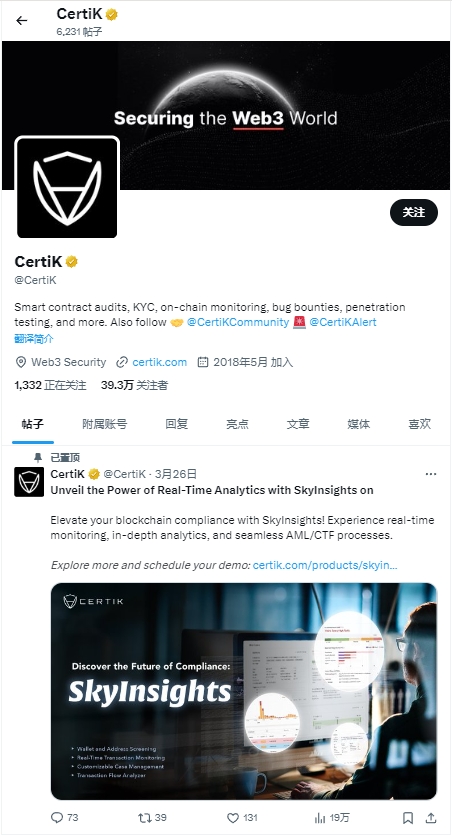 CertiK
6,231 帖子
Securing the Web3 World
关注
CertiK
@CertiK
Smart contract audits, KYC, on-chain monitoring, bug bounties, penetration
testing, and more. Also follow 🤝 @CertiKCommunity 🚨 @CertiKAlert
翻译简介
Web3 Security certik.com 2018年5月 加入
1,332 正在关注 39.3万 关注者
帖子 附属账号 回复 亮点 文章 媒体 喜欢
已置顶
CertiK @CertiK · 3月26日
Unveil the Power of Real-Time Analytics with SkyInsights on
Elevate your blockchain compliance with SkyInsights! Experience real-time
monitoring, in-depth analytics, and seamless AML/CTF processes.
Explore more and schedule your demo: certik.com/products/skyin...
CERTIK
Discover the Future of Compliance:
SkyInsights
• Wallet and Address Screening
• Real-Time Transaction Monitoring
• Customizable Case Management
• Transaction Flow Analyzer
73 39 131 19万